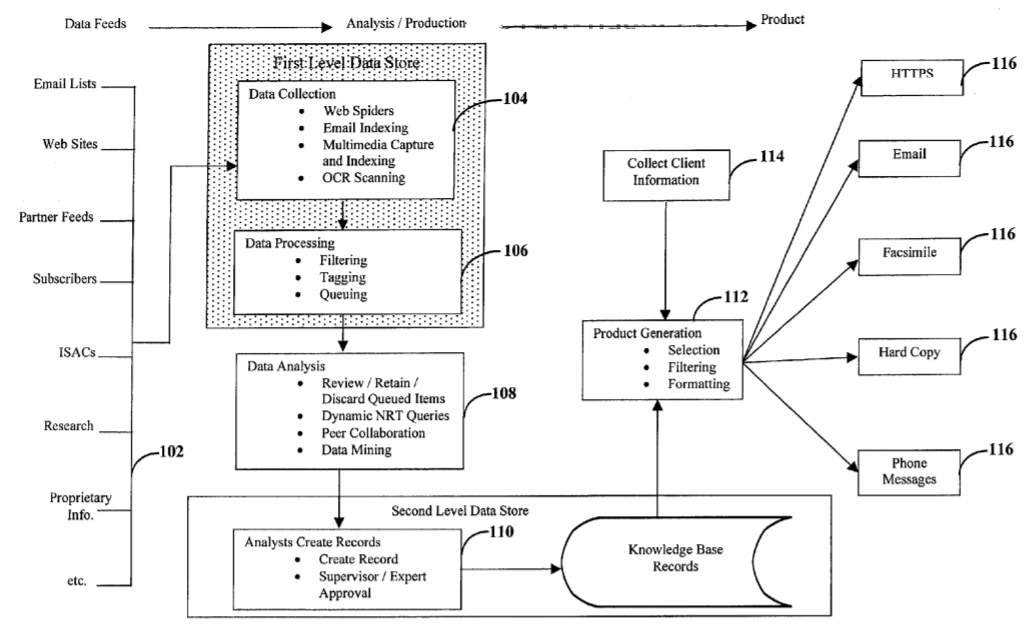 Data Feeds
Analysis / Production
Product
First Level Data Store
Email Lists
Web Sites
Partner Feeds
Subscribers
ISACs
Research
102
Proprietary
Info.
etc.
Data Collection
• Web Spiders
• Email Indexing
• Multimedia Capture
and Indexing
• OCR Scanning
104
Data Processing
• Filtering
• Tagging
• Queuing
106
Data Analysis
• Review / Retain /
Discard Queued Items
• Dynamic NRT Queries
• Peer Collaboration
• Data Mining
108
Second Level Data Store
Analysts Create Records
• Create Record
• Supervisor / Expert
Approval
110
Knowledge Base
Records
Collect Client
Information
114
Product Generation
• Selection
• Filtering
• Formatting
112
HTTPS
116
Email
116
Facsimile
116
Hard Copy
116
Phone
Messages
116